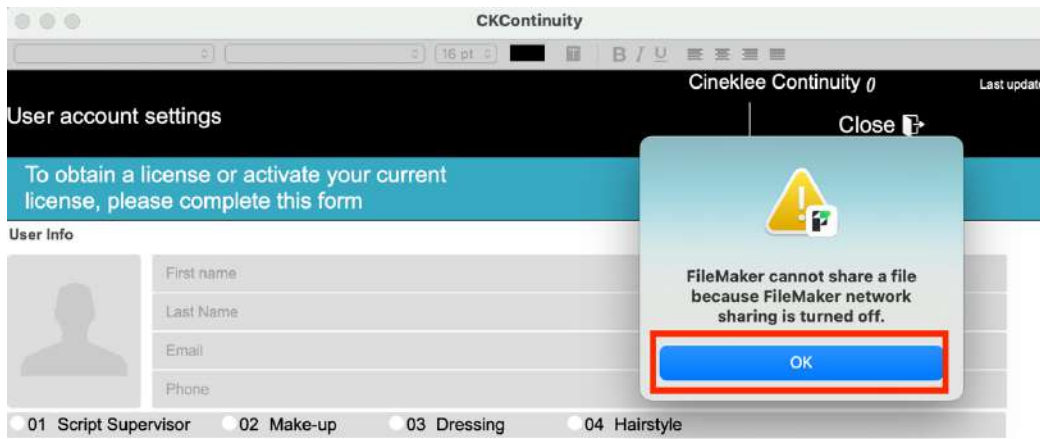 CKContinuity
16 pt
B I U
Cineklee Continuity ()
Last update
User account settings
Close
To obtain a license or activate your current
license, please complete this form
User Info
First name
Last Name
Email
Phone
FileMaker cannot share a file
because FileMaker network
sharing is turned off.
OK
01 Script Supervisor 02 Make-up 03 Dressing 04 Hairstyle